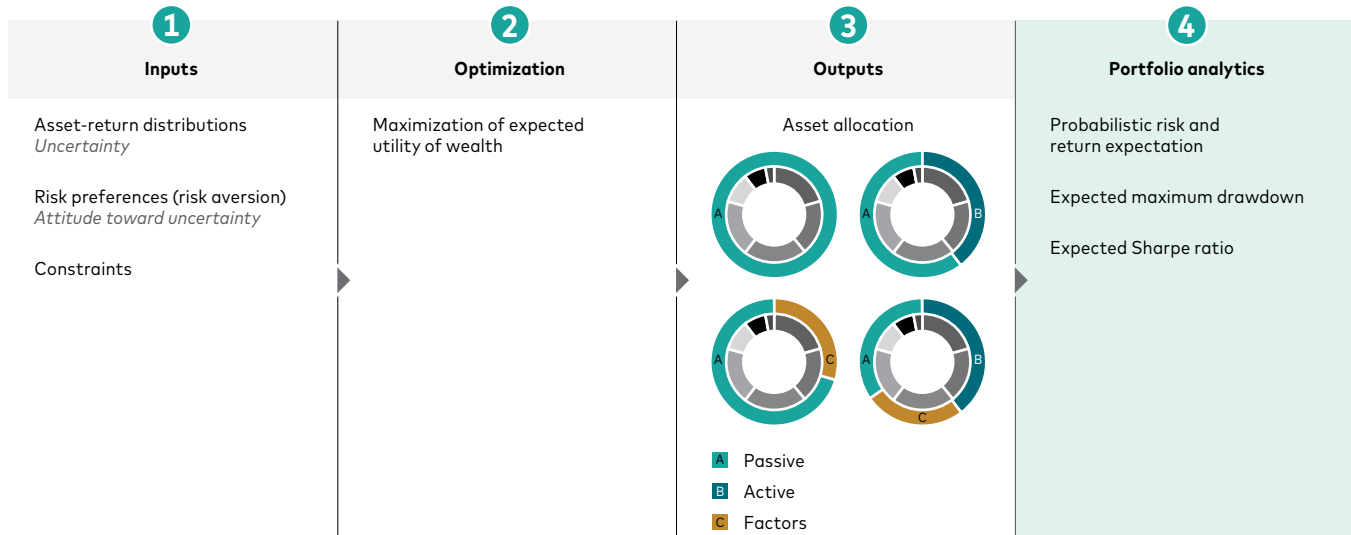 1
Inputs
Asset-return distributions
Uncertainty
Risk preferences (risk aversion)
Attitude toward uncertainty
Constraints
2
Optimization
Maximization of expected
utility of wealth
3
Outputs
Asset allocation
A
A
B
A
C
A
B
C
A Passive
B Active
C Factors
4
Portfolio analytics
Probabilistic risk and
return expectation
Expected maximum drawdown
Expected Sharpe ratio